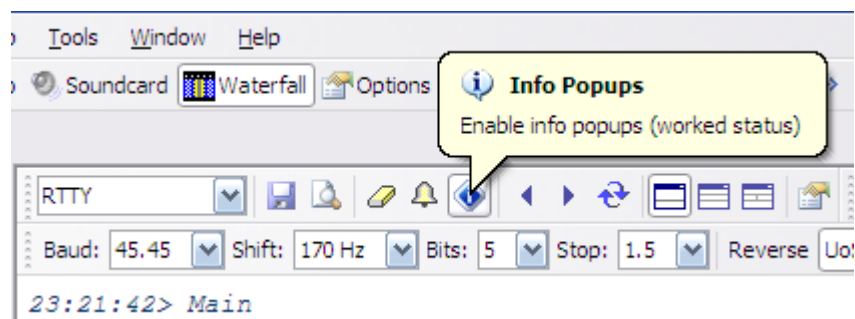 Tools Window Help
Soundcard Waterfall Options
Info Popups
Enable info popups (worked status)
RTTY
Baud: 45.45 Shift: 170 Hz Bits: 5 Stop: 1.5 Reverse UoS
23:21:42> Main